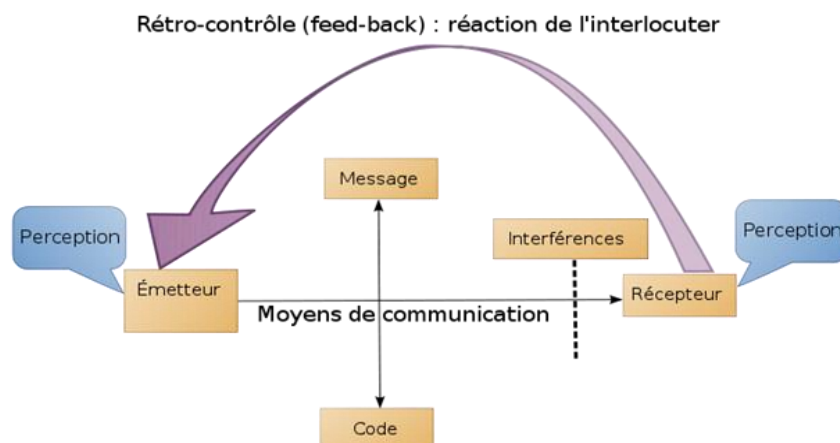 Rétro-contrôle (feed-back) : réaction de l'interlocuter
Message
Perception
Interférences
Perception
Émetteur
Récepteur
Moyens de communication
Code